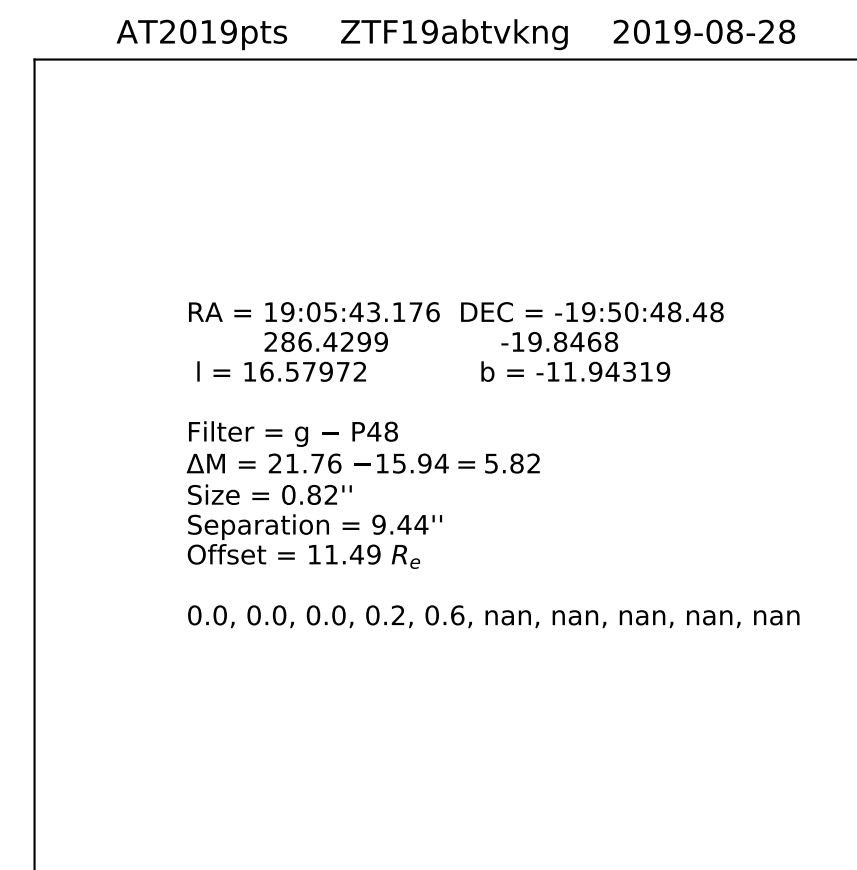 AT2019pts ZTF19abtvkng 2019-08-28
RA = 19:05:43.176 DEC = -19:50:48.48
286.4299 -19.8468
l = 16.57972 b = -11.94319
Filter = g − P48
ΔM = 21.76 −15.94 = 5.82
Size = 0.82''
Separation = 9.44''
Offset = 11.49 Re
0.0, 0.0, 0.0, 0.2, 0.6, nan, nan, nan, nan, nan